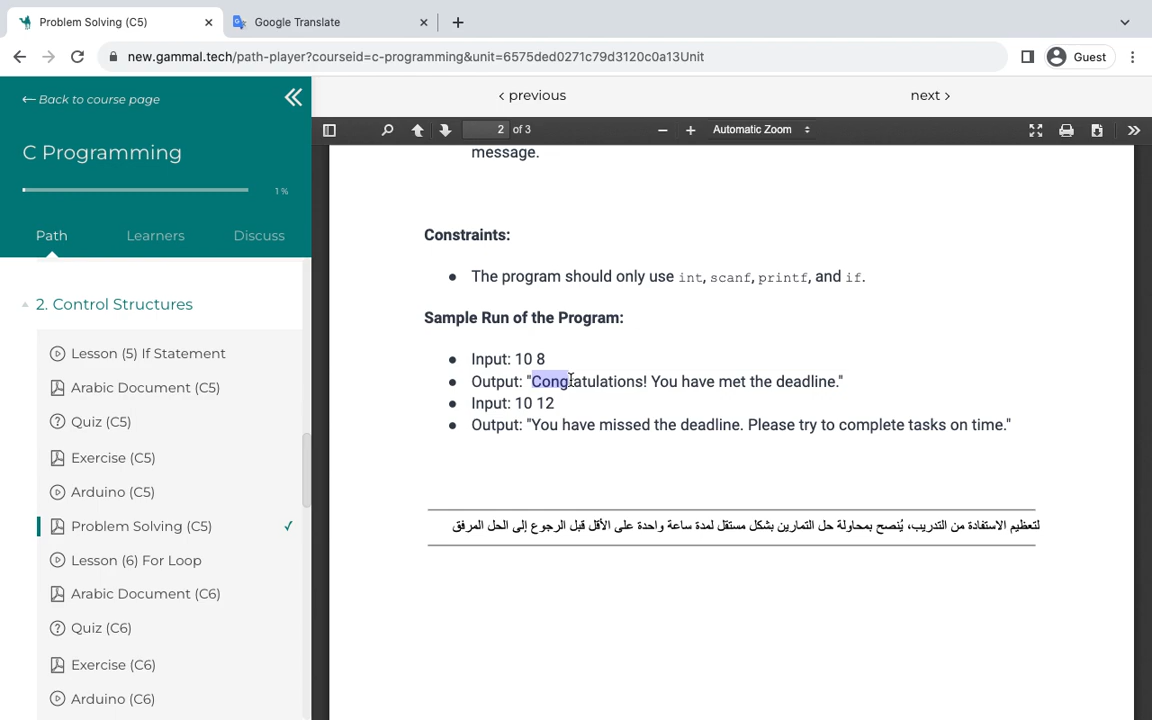 Problem Solving (C5)
Google Translate
new.gammal.tech/path-player?courseid=c-programming&unit=6575ded0271c79d3120c0a13Unit
Guest
Back to course page
C Programming
1 %
Path
Learners
Discuss
2. Control Structures
Lesson (5) If Statement
Arabic Document (C5)
Quiz (C5)
Exercise (C5)
Arduino (C5)
Problem Solving (C5)
Lesson (6) For Loop
Arabic Document (C6)
Quiz (C6)
Exercise (C6)
Arduino (C6)
< previous
next >
2 of 3
Automatic Zoom
message.
Constraints:
● The program should only use int, scanf, printf, and if.
Sample Run of the Program:
● Input: 10 8
● Output: "Congratulations! You have met the deadline."
● Input: 10 12
● Output: "You have missed the deadline. Please try to complete tasks on time."
لتعظيم الاستفادة من التدريب، يُنصح بمحاولة حل التمارين بشكل مستقل لمدة ساعة واحدة على الأقل قبل الرجوع إلى الحل المرفق